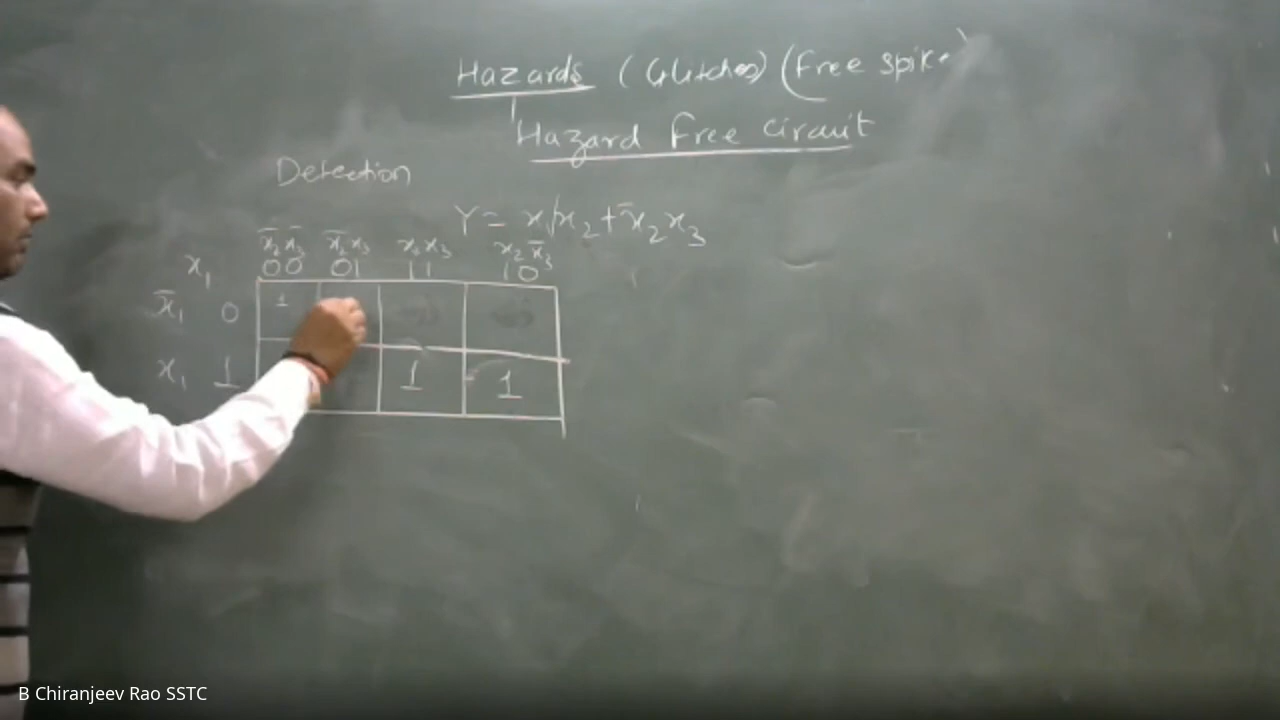 Hazards (Glitches) (Free spike)
Hazard free circuit
Detection
Y = x₁x₂ + x̄₂x₃
x̄₂x̄₃ x̄₂x₃ x₂x₃ x₂x̄₃
x₁ 00 01 11 10
x̄₁ 0 1
x₁ 1 1 1
B Chiranjeev Rao SSTC